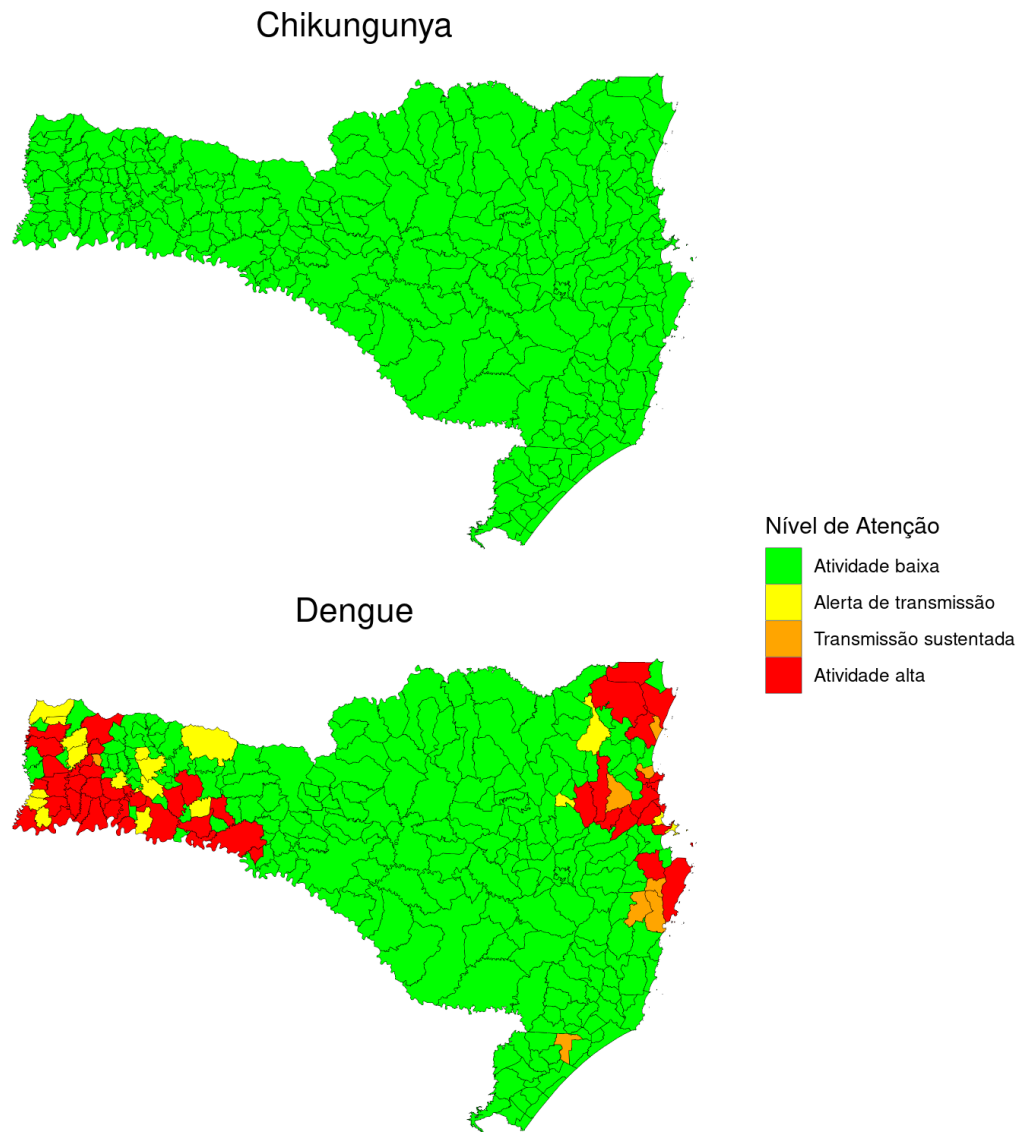 Chikungunya
Nível de Atenção
Atividade baixa
Alerta de transmissão
Transmissão sustentada
Atividade alta
Dengue